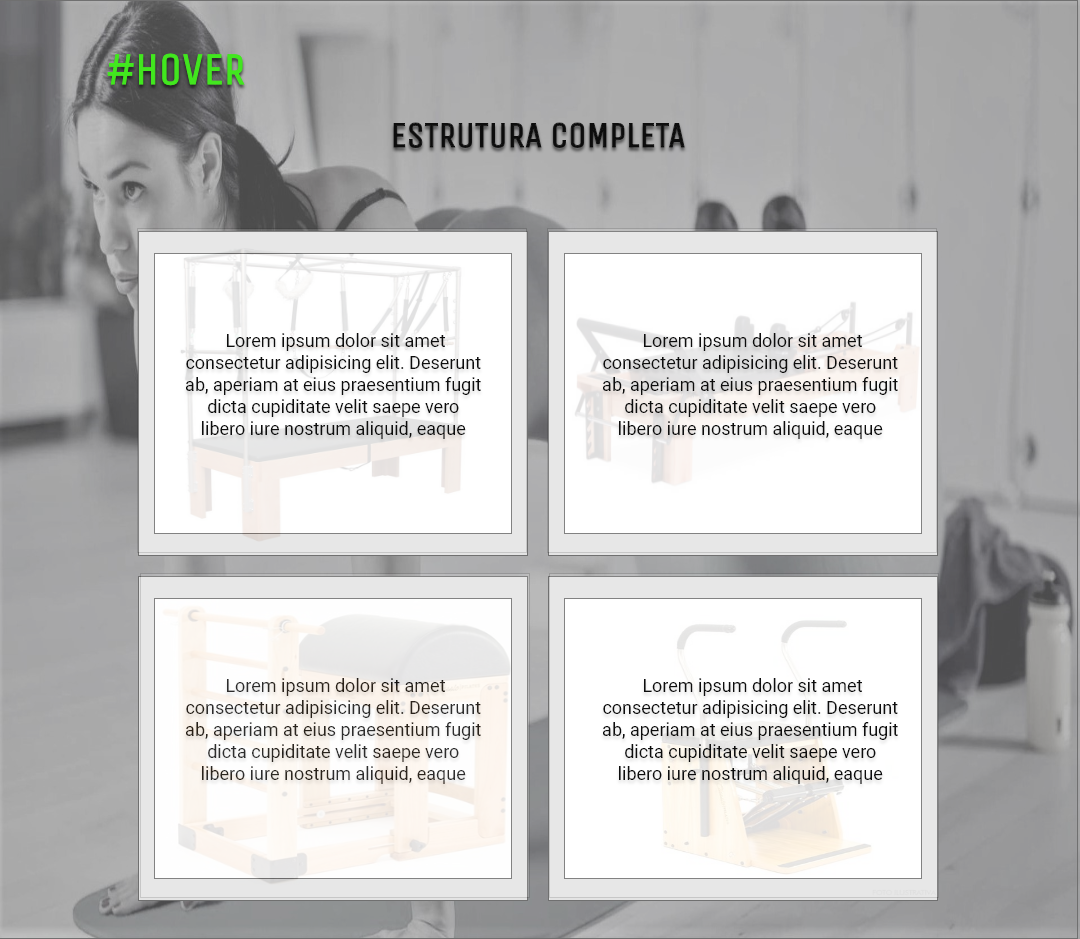 #HOVER
ESTRUTURA COMPLETA
Lorem ipsum dolor sit amet
consectetur adipisicing elit. Deserunt
ab, aperiam at eius praesentium fugit
dicta cupiditate velit saepe vero
libero iure nostrum aliquid, eaque
Lorem ipsum dolor sit amet
consectetur adipisicing elit. Deserunt
ab, aperiam at eius praesentium fugit
dicta cupiditate velit saepe vero
libero iure nostrum aliquid, eaque
Lorem ipsum dolor sit amet
consectetur adipisicing elit. Deserunt
ab, aperiam at eius praesentium fugit
dicta cupiditate velit saepe vero
libero iure nostrum aliquid, eaque
Lorem ipsum dolor sit amet
consectetur adipisicing elit. Deserunt
ab, aperiam at eius praesentium fugit
dicta cupiditate velit saepe vero
libero iure nostrum aliquid, eaque